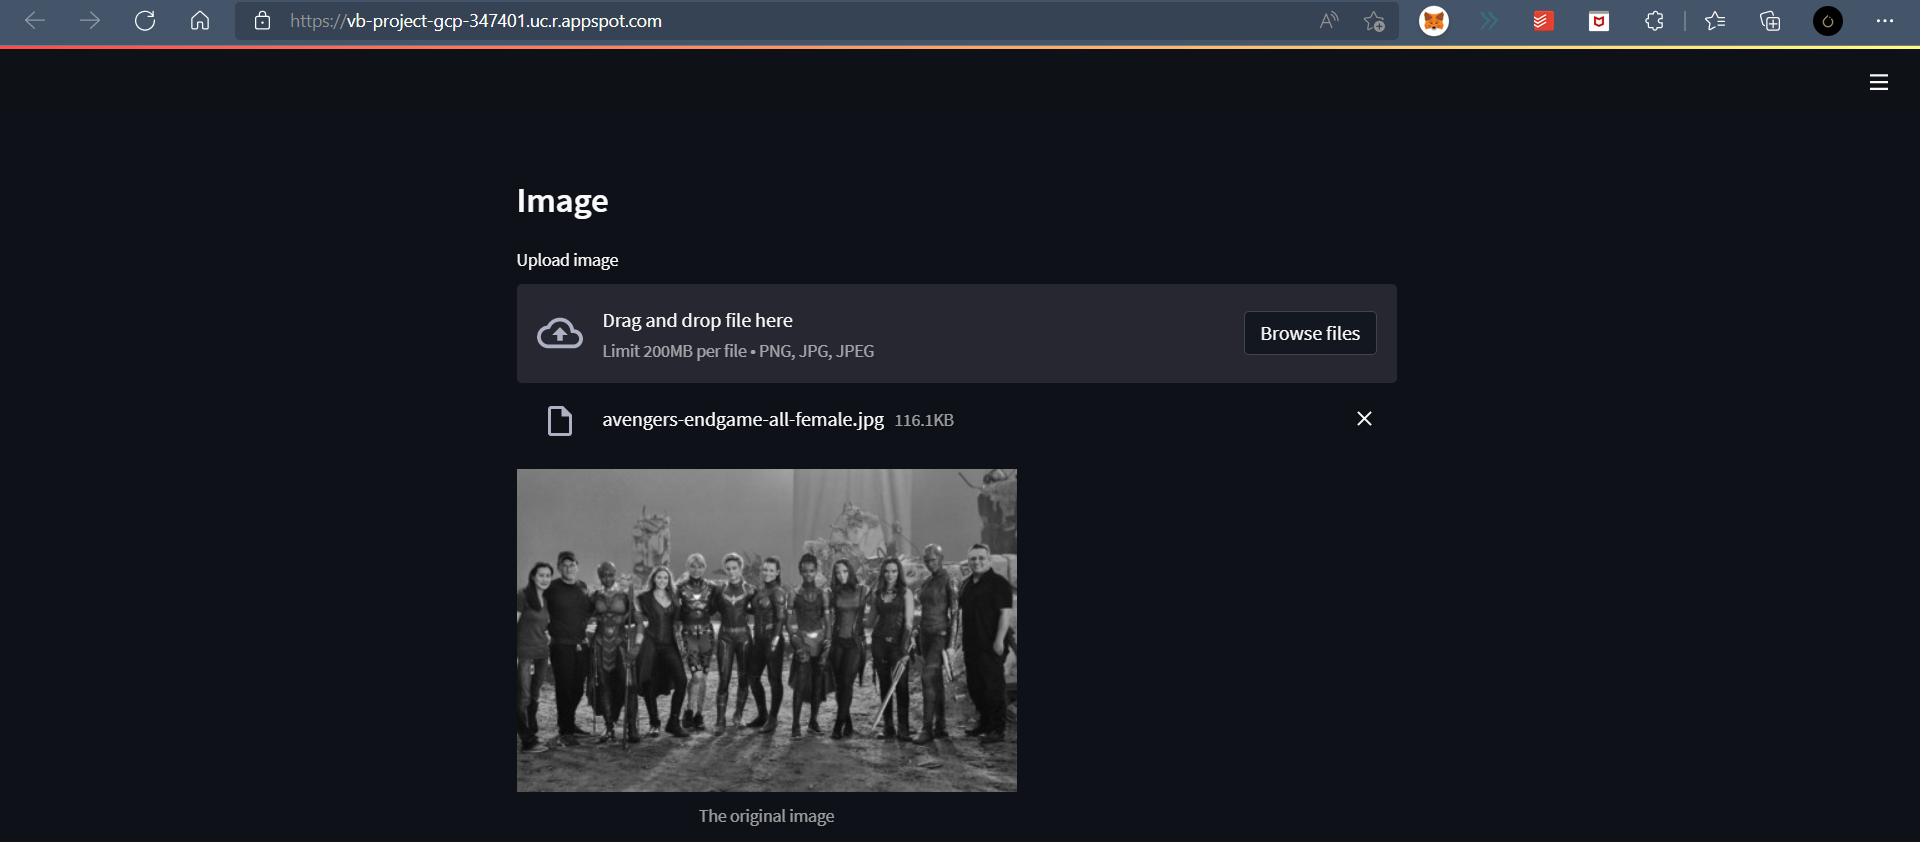 https://vb-project-gcp-347401.uc.r.appspot.com
Image
Upload image
Drag and drop file here
Limit 200MB per file • PNG, JPG, JPEG
Browse files
avengers-endgame-all-female.jpg 116.1KB
The original image